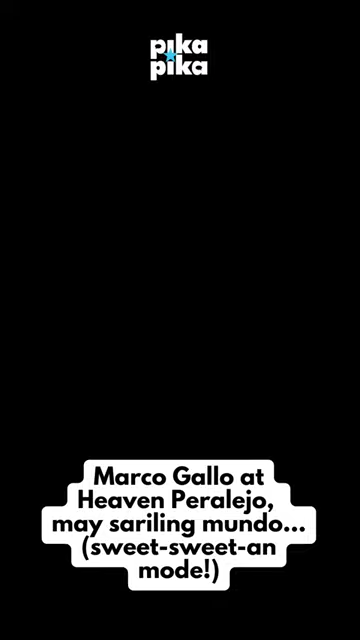 pika
pika
Marco Gallo at
Heaven Peralejo,
may sariling mundo...
(sweet-sweet-an
mode!)